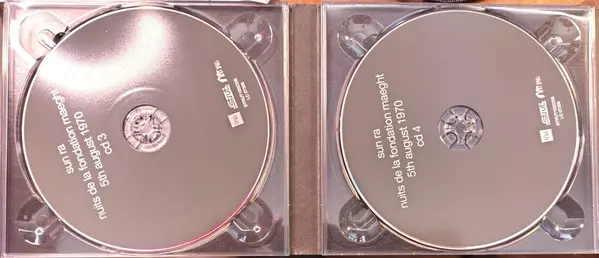 sun ra
nuits de la fondation maeght
5th august 1970
cd 3
sun ra
nuits de la fondation maeght
5th august 1970
cd 4